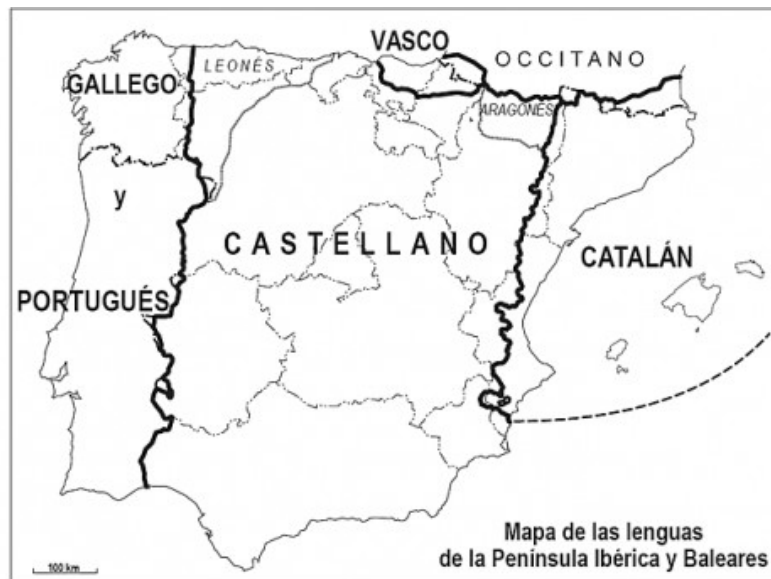 VASCO
OCCITANO
LEONÉS
GALLEGO
ARAGONÉS
y
CASTELLANO
CATALÁN
PORTUGUÉS
Mapa de las lenguas
de la Península Ibérica y Baleares
100 km